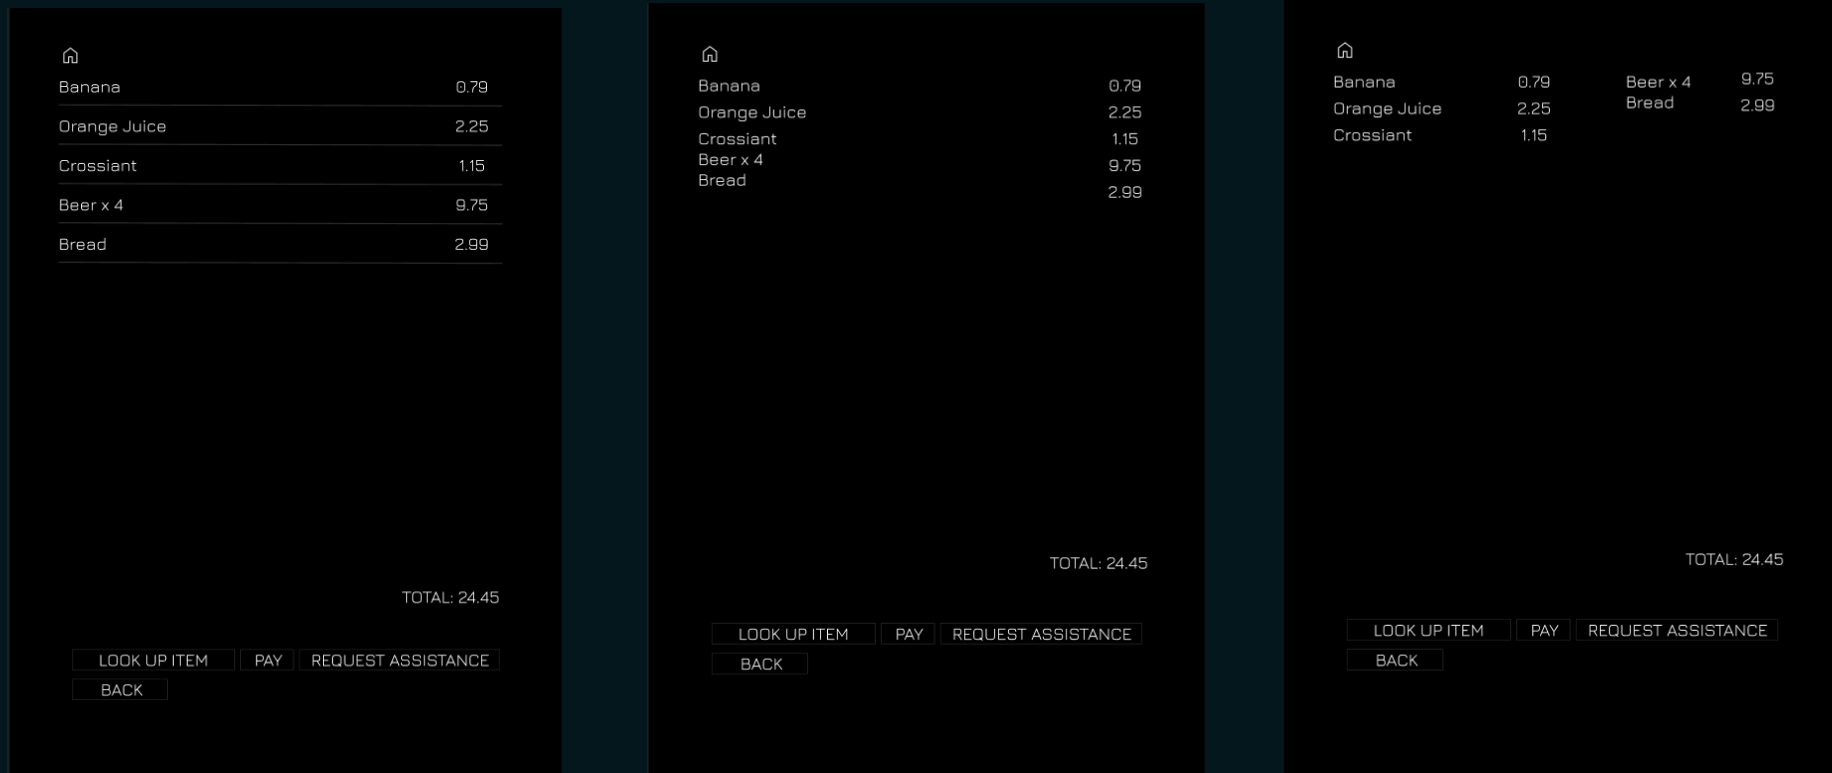 Banana 0.79
Orange Juice 2.25
Crossiant 1.15
Beer x 4 9.75
Bread 2.99
TOTAL: 24.45
LOOK UP ITEM PAY REQUEST ASSISTANCE
BACK
Banana 0.79
Orange Juice 2.25
Crossiant 1.15
Beer x 4 9.75
Bread 2.99
TOTAL: 24.45
LOOK UP ITEM PAY REQUEST ASSISTANCE
BACK
Banana 0.79 Beer x 4 9.75
Orange Juice 2.25 Bread 2.99
Crossiant 1.15
TOTAL: 24.45
LOOK UP ITEM PAY REQUEST ASSISTANCE
BACK